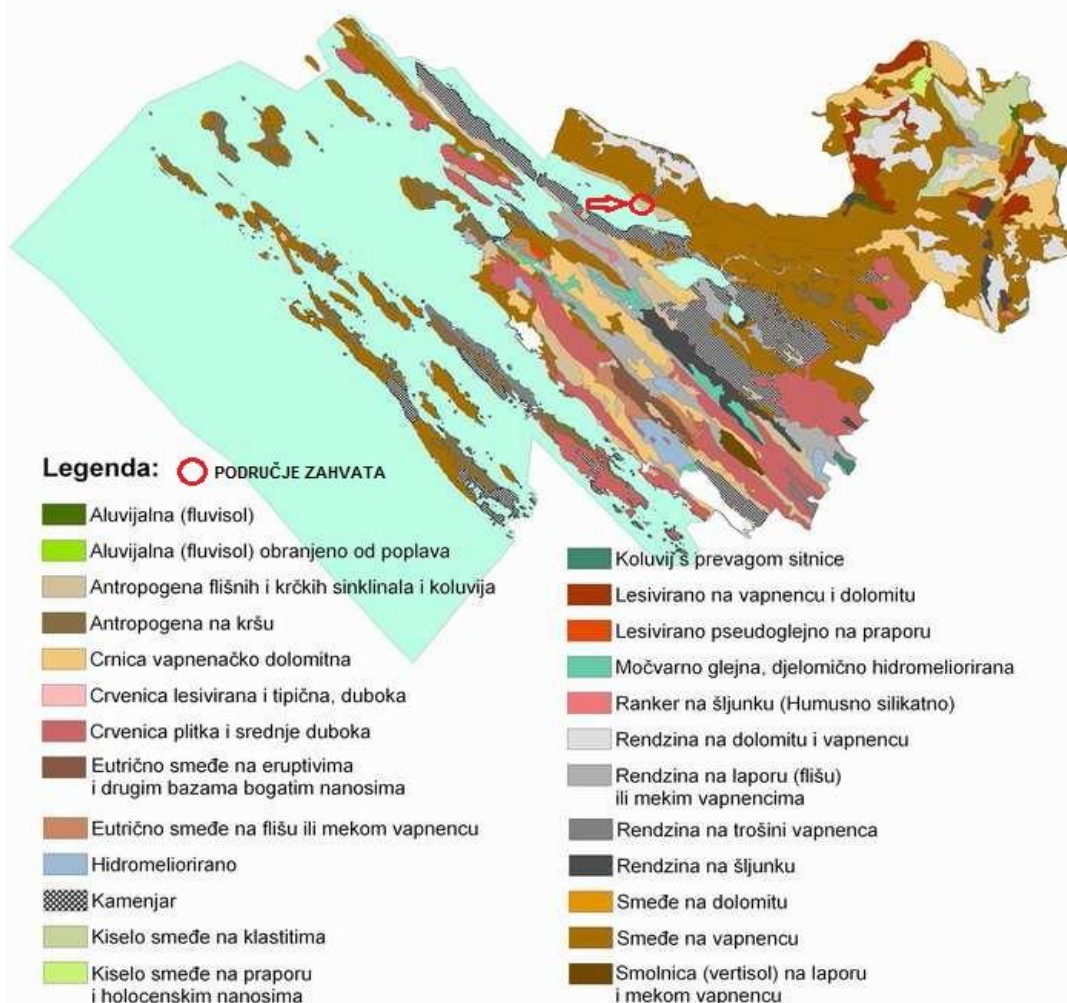 Legenda: PODRUČJE ZAHVATA
Aluvijalna (fluvisol)
Aluvijalna (fluvisol) obranjeno od poplava
Antropogena flišnih i krčkih sinklinala i koluvija
Antropogena na kršu
Crnica vapnenačko dolomitna
Crvenica lesivirana i tipična, duboka
Crvenica plitka i srednje duboka
Eutrično smeđe na eruptivima
i drugim bazama bogatim nanosima
Eutrično smeđe na flišu ili mekom vapnencu
Hidromeliorirano
Kamenjar
Kiselo smeđe na klastitima
Kiselo smeđe na praporu
i holocenskim nanosima
Koluvij s prevagom sitnice
Lesivirano na vapnencu i dolomitu
Lesivirano pseudoglejno na praporu
Močvarno glejna, djelomično hidromeliorirana
Ranker na šljunku (Humusno silikatno)
Rendzina na dolomitu i vapnencu
Rendzina na laporu (flišu)
ili mekim vapnencima
Rendzina na trošini vapnenca
Rendzina na šljunku
Smeđe na dolomitu
Smeđe na vapnencu
Smolnica (vertisol) na laporu
i mekom vapnencu